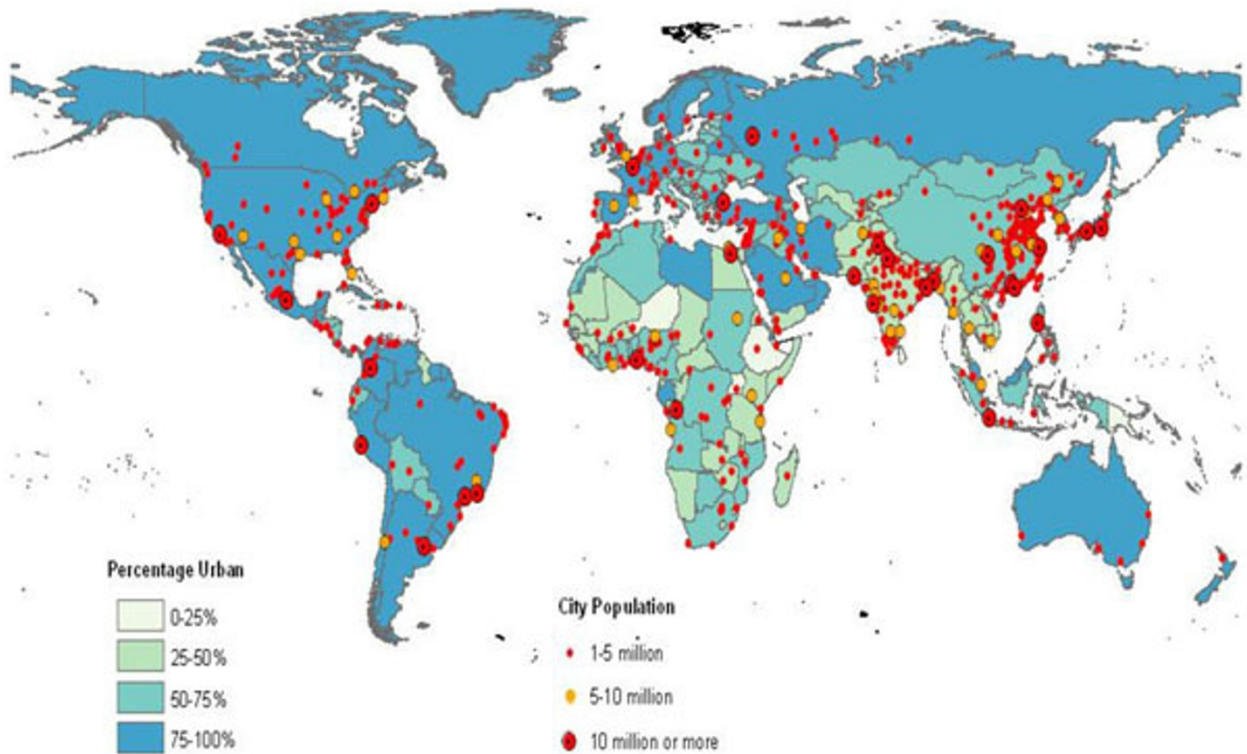 Percentage Urban
0-25%
25-50%
50-75%
75-100%
City Population
1-5 million
5-10 million
10 million or more